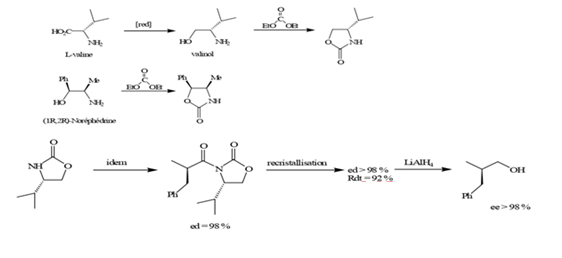 HO₂C NH₂ [red] HO NH₂ EtO O C OEt O NH O
L-valine valinol
Ph Me HO NH₂ EtO O C OEt Ph Me O NH O
(1R,2R)-Noréphédrine
NH O O idem O O N O Ph recristallisation ed > 98 % Rdt = 92 % LiAlH₄ OH Ph
ed = 98 %
ee > 98 %